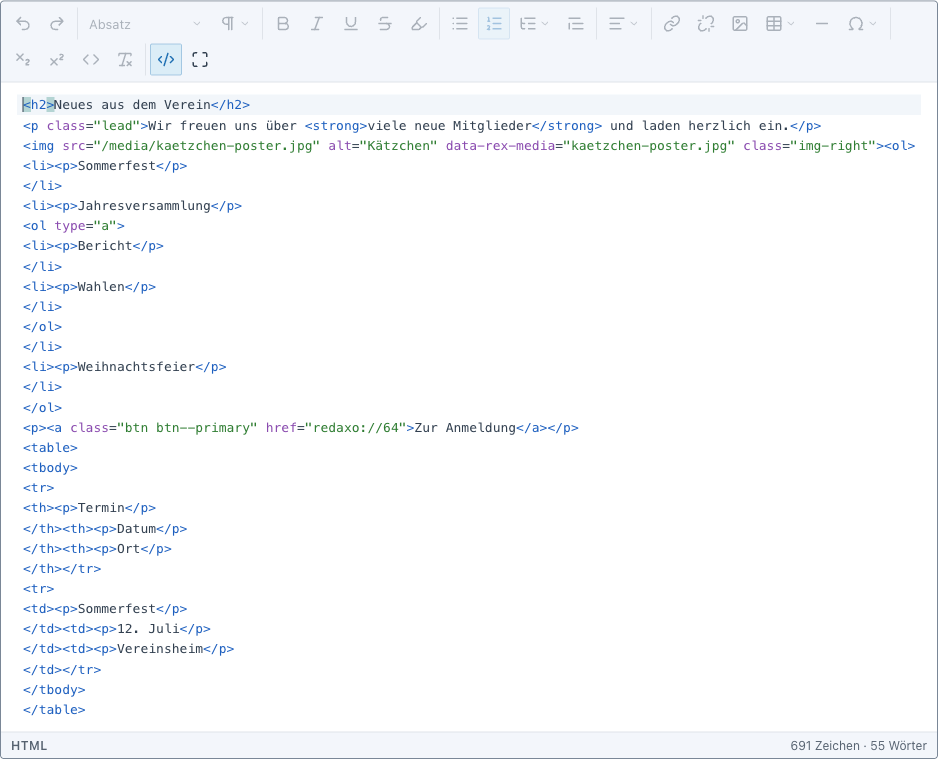 Absatz
<h2>Neues aus dem Verein</h2>
<p class="lead">Wir freuen uns über <strong>viele neue Mitglieder</strong> und laden herzlich ein.</p>
<img src="/media/kaetzchen-poster.jpg" alt="Kätzchen" data-rex-media="kaetzchen-poster.jpg" class="img-right"><ol>
<li><p>Sommerfest</p>
</li>
<li><p>Jahresversammlung</p>
<ol type="a">
<li><p>Bericht</p>
</li>
<li><p>Wahlen</p>
</li>
</ol>
</li>
<li><p>Weihnachtsfeier</p>
</li>
</ol>
<p><a class="btn btn--primary" href="redaxo://64">Zur Anmeldung</a></p>
<table>
<tbody>
<tr>
<th><p>Termin</p>
</th><th><p>Datum</p>
</th><th><p>Ort</p>
</th></tr>
<tr>
<td><p>Sommerfest</p>
</td><td><p>12. Juli</p>
</td><td><p>Vereinsheim</p>
</td></tr>
</tbody>
</table>
HTML
691 Zeichen · 55 Wörter